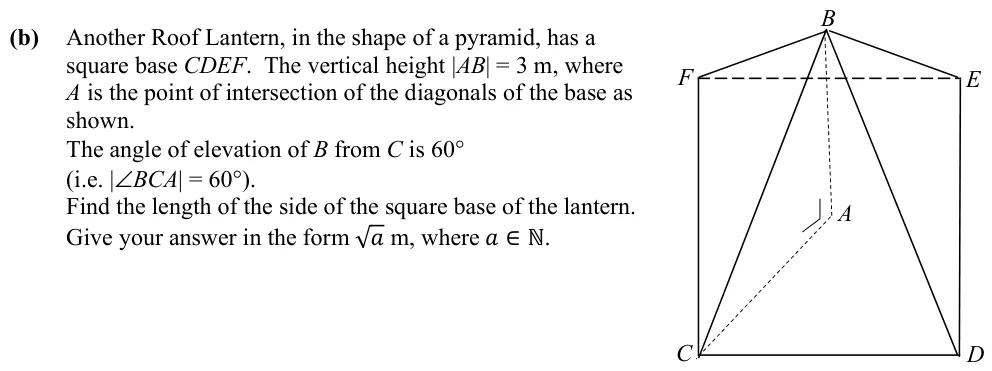 (b) Another Roof Lantern, in the shape of a pyramid, has a
square base CDEF. The vertical height |AB| = 3 m, where
A is the point of intersection of the diagonals of the base as
shown.
The angle of elevation of B from C is 60°
(i.e. |∠BCA| = 60°).
Find the length of the side of the square base of the lantern.
Give your answer in the form √a m, where a ∈ ℕ.
B
F
E
A
C
D